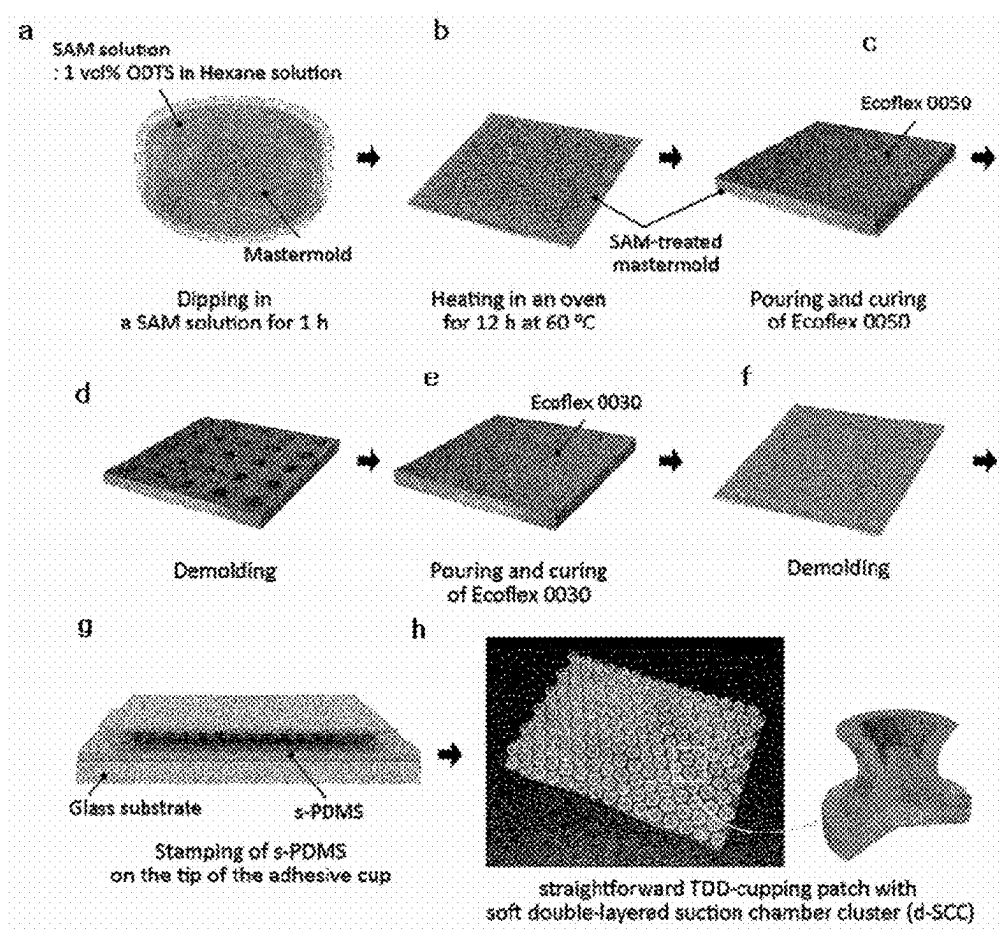 a
SAM solution
: 1 vol% ODTS in Hexane solution
Mastermold
Dipping in
a SAM solution for 1 h
b
SAM-treated
mastermold
Heating in an oven
for 12 h at 60 °C
c
Ecoflex 0050
Pouring and curing
of Ecoflex 0050
d
Demolding
e
Ecoflex 0030
Pouring and curing
of Ecoflex 0030
f
Demolding
g
Glass substrate
s-PDMS
Stamping of s-PDMS
on the tip of the adhesive cup
h
straightforward TDD-cupping patch with
soft double-layered suction chamber cluster (d-SCC)